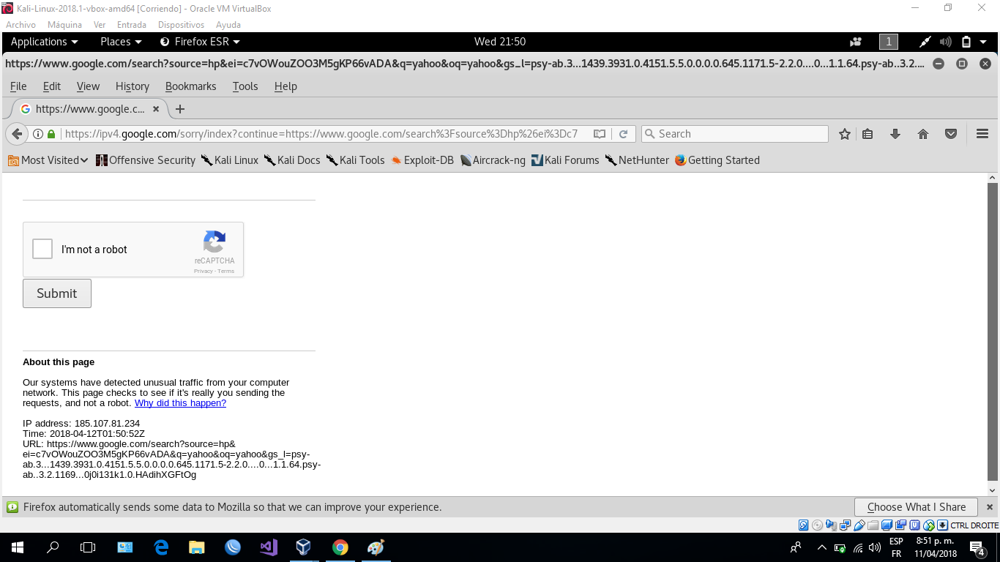 Kali-Linux-2018.1-vbox-amd64 [Corriendo] - Oracle VM VirtualBox
Archivo Máquina Ver Entrada Dispositivos Ayuda
Applications Places Firefox ESR Wed 21:50 1
https://www.google.com/search?source=hp&ei=c7vOWouZOO3M5gKP66vADA&q=yahoo&oq=yahoo&gs_l=psy-ab.3...1439.3931.0.4151.5.5.0.0.0.0.645.1171.5-2.2.0....0...1.1.64.psy-ab..3.2....
File Edit View History Bookmarks Tools Help
https://www.google.c...
https://ipv4.google.com/sorry/index?continue=https://www.google.com/search%3Fsource%3Dhp%26ei%3Dc7 Search
Most Visited Offensive Security Kali Linux Kali Docs Kali Tools Exploit-DB Aircrack-ng Kali Forums NetHunter Getting Started
I'm not a robot
reCAPTCHA
Privacy - Terms
Submit
About this page
Our systems have detected unusual traffic from your computer
network. This page checks to see if it's really you sending the
requests, and not a robot. Why did this happen?
IP address: 185.107.81.234
Time: 2018-04-12T01:50:52Z
URL: https://www.google.com/search?source=hp&
ei=c7vOWouZOO3M5gKP66vADA&q=yahoo&oq=yahoo&gs_l=psy-
ab.3...1439.3931.0.4151.5.5.0.0.0.0.645.1171.5-2.2.0....0...1.1.64.psy-
ab..3.2.1169...0j0i131k1.0.HAdihXGFtOg
Firefox automatically sends some data to Mozilla so that we can improve your experience. Choose What I Share
CTRL DROITE
ESP 8:51 p. m.
FR 11/04/2018 4